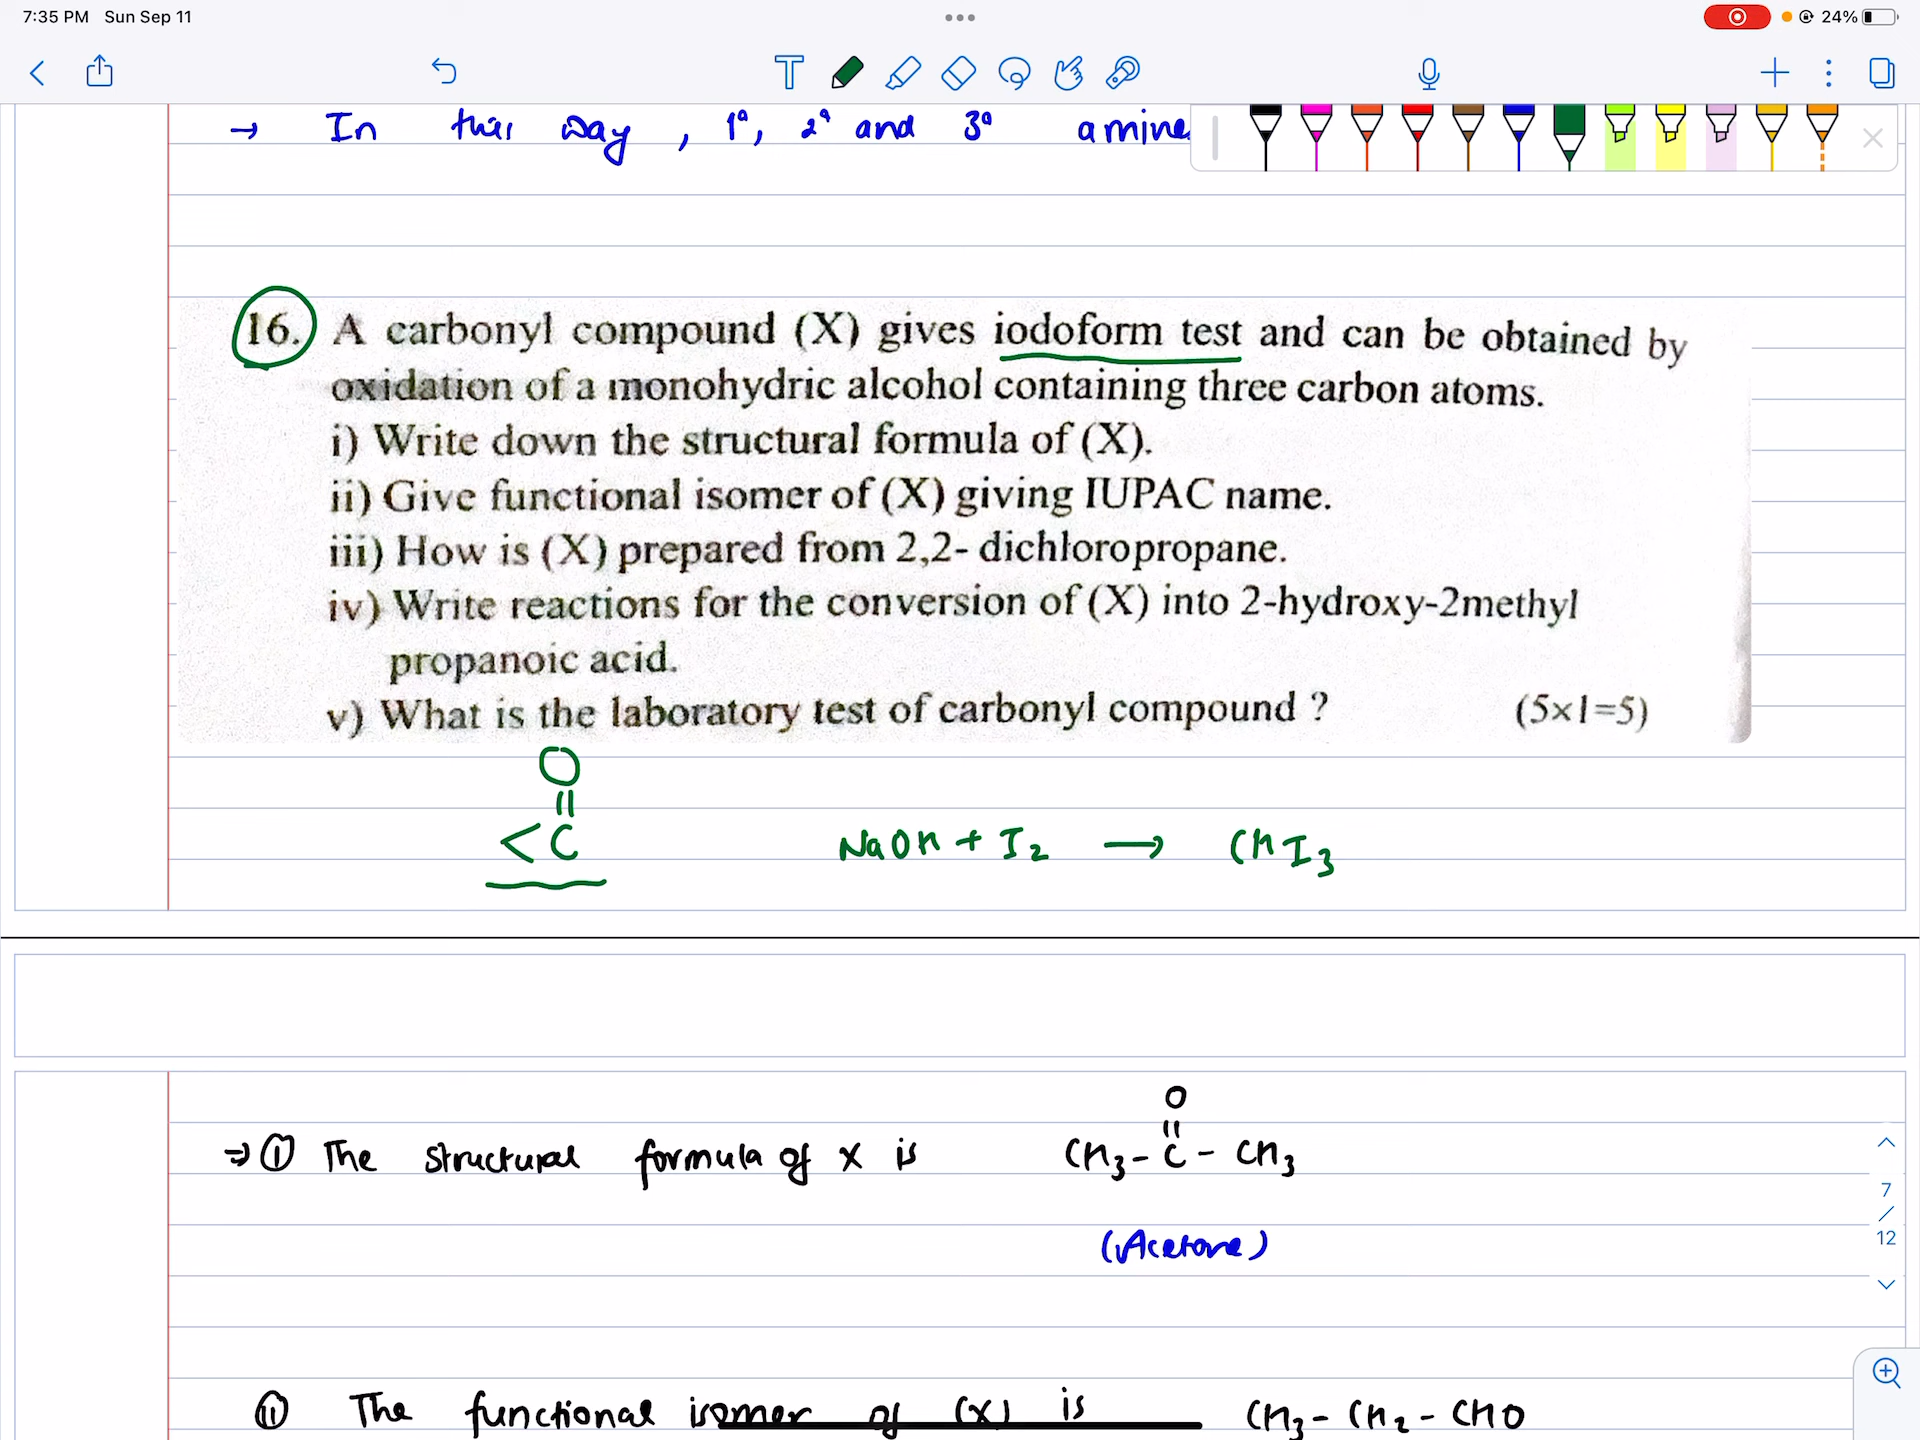 7:35 PM Sun Sep 11
24%
→ In this way, 1°, 2° and 3° amine
16. A carbonyl compound (X) gives iodoform test and can be obtained by
oxidation of a monohydric alcohol containing three carbon atoms.
i) Write down the structural formula of (X).
ii) Give functional isomer of (X) giving IUPAC name.
iii) How is (X) prepared from 2,2- dichloropropane.
iv) Write reactions for the conversion of (X) into 2-hydroxy-2methyl
propanoic acid.
v) What is the laboratory test of carbonyl compound ? (5×1=5)
O
||
<C NaOH + I2 → CHI3
O
||
⇒ ① The structural formula of X is CH3-C-CH3
(Acetone)
7
/
12
⑪ The functional isomer of (X) is CH3-CH2-CHO